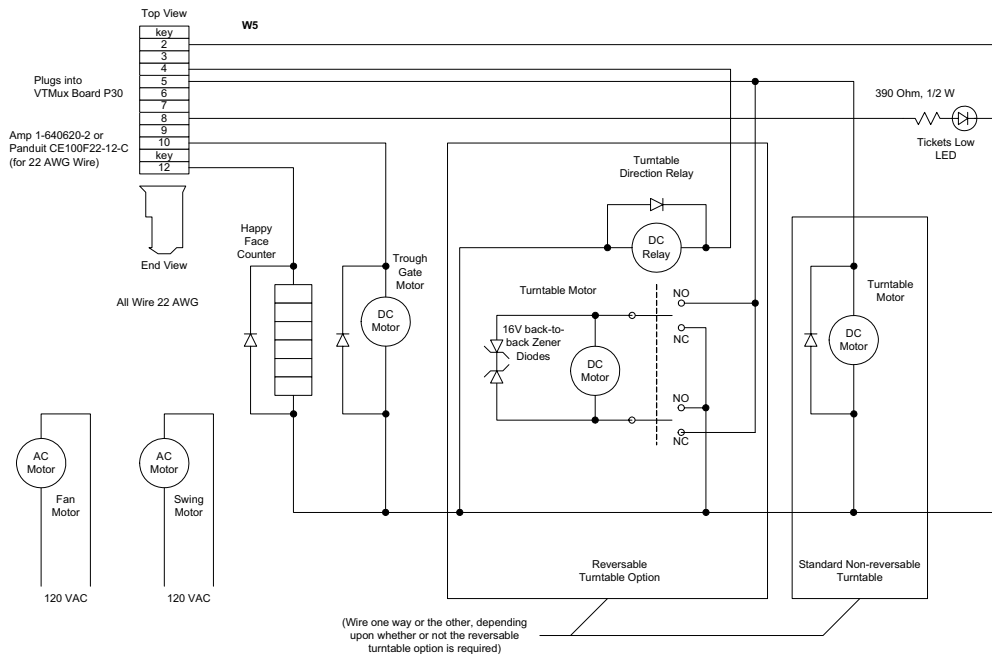 Top View
W5
key
2
3
4
5
6
7
8
9
10
key
12
Plugs into
VTMux Board P30
Amp 1-640620-2 or
Panduit CE100F22-12-C
(for 22 AWG Wire)
End View
All Wire 22 AWG
390 Ohm, 1/2 W
Tickets Low
LED
Turntable
Direction Relay
DC
Relay
Happy
Face
Counter
Trough
Gate
Motor
DC
Motor
Turntable Motor
16V back-to-
back Zener
Diodes
DC
Motor
NO
NC
NO
NC
Turntable
Motor
DC
Motor
AC
Motor
Fan
Motor
120 VAC
AC
Motor
Swing
Motor
120 VAC
Reversable
Turntable Option
Standard Non-reversable
Turntable
(Wire one way or the other, depending
upon whether or not the reversable
turntable option is required)